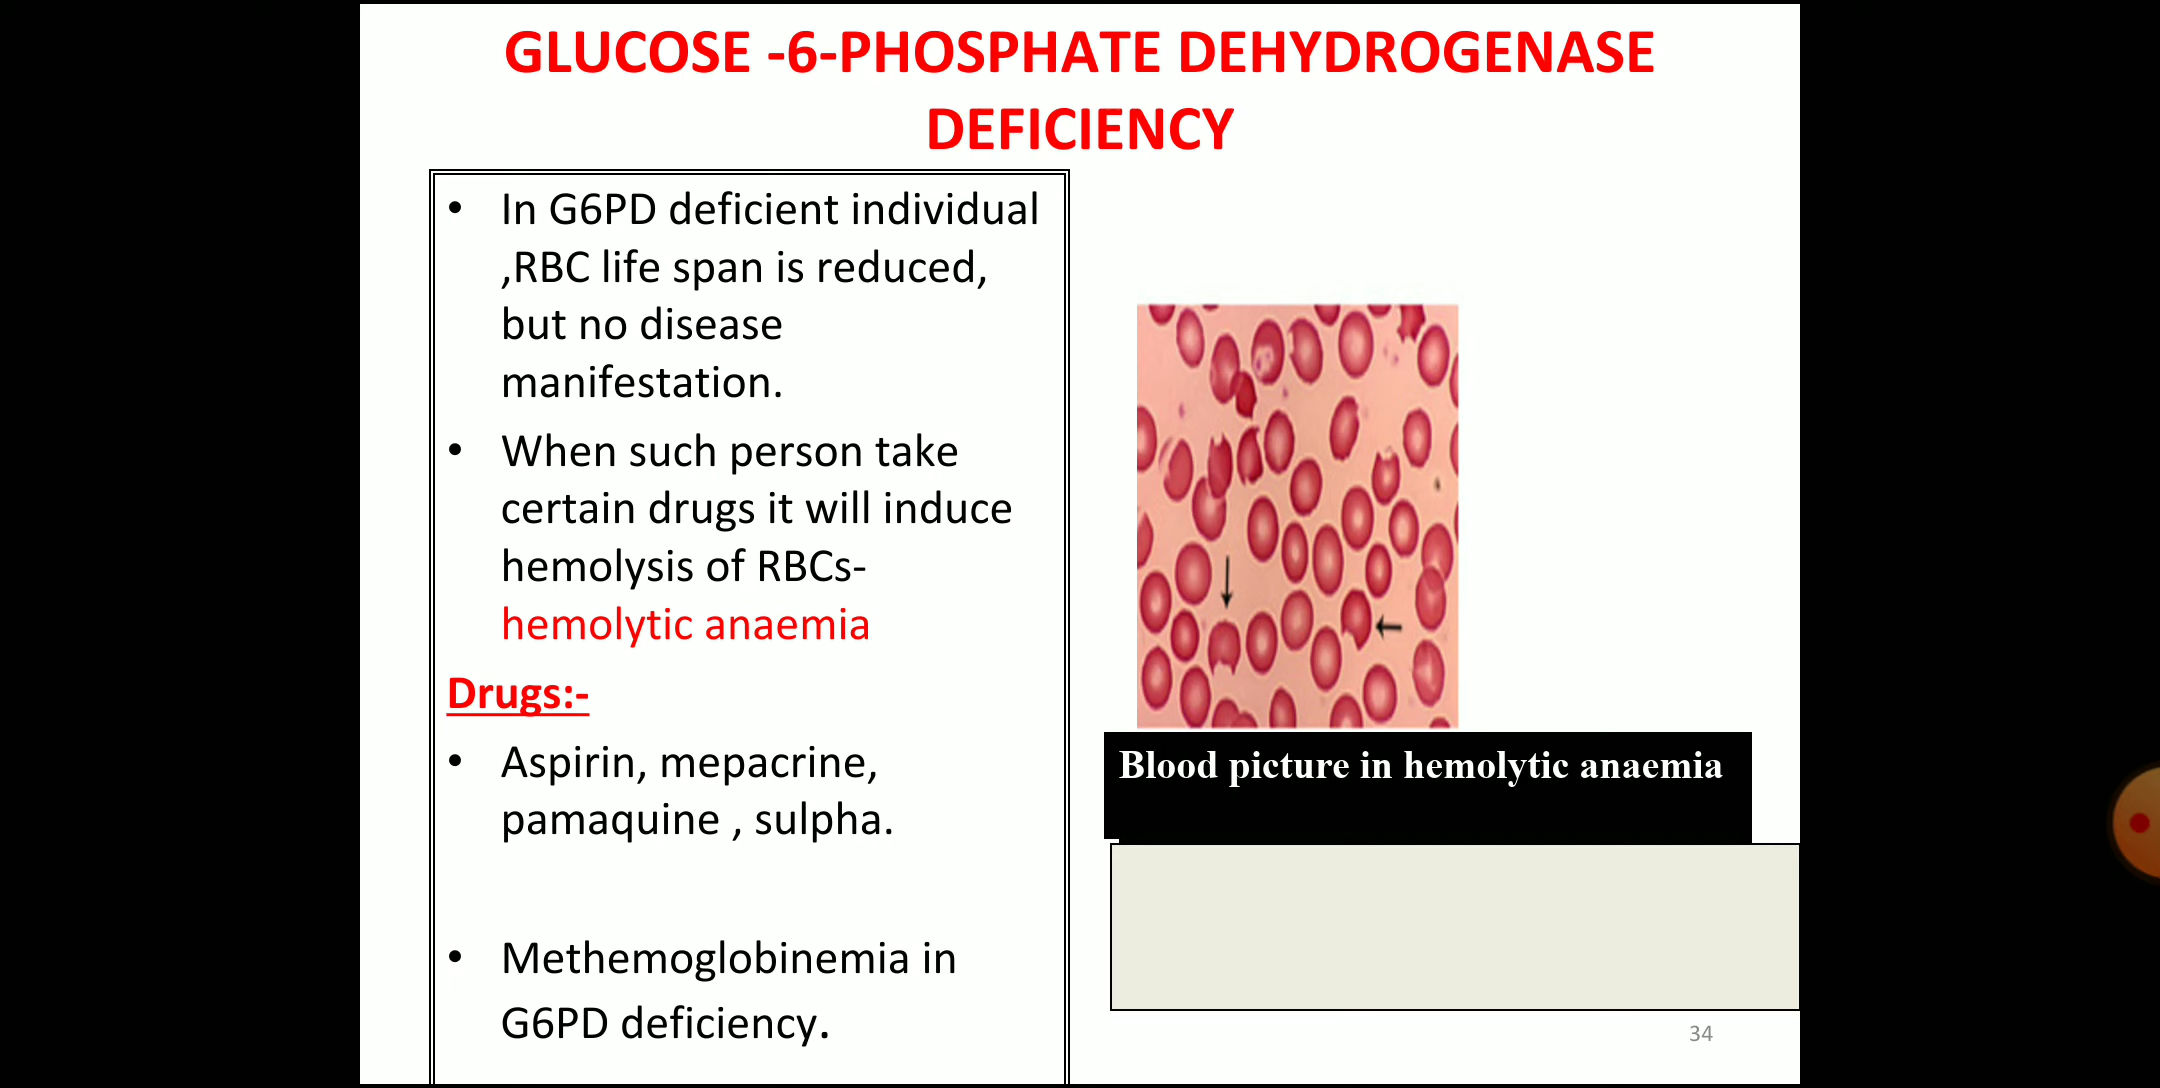 GLUCOSE -6-PHOSPHATE DEHYDROGENASE
DEFICIENCY
• In G6PD deficient individual
,RBC life span is reduced,
but no disease
manifestation.
• When such person take
certain drugs it will induce
hemolysis of RBCs-
hemolytic anaemia
Drugs:-
• Aspirin, mepacrine,
pamaquine , sulpha.
• Methemoglobinemia in
G6PD deficiency.
Blood picture in hemolytic anaemia
34